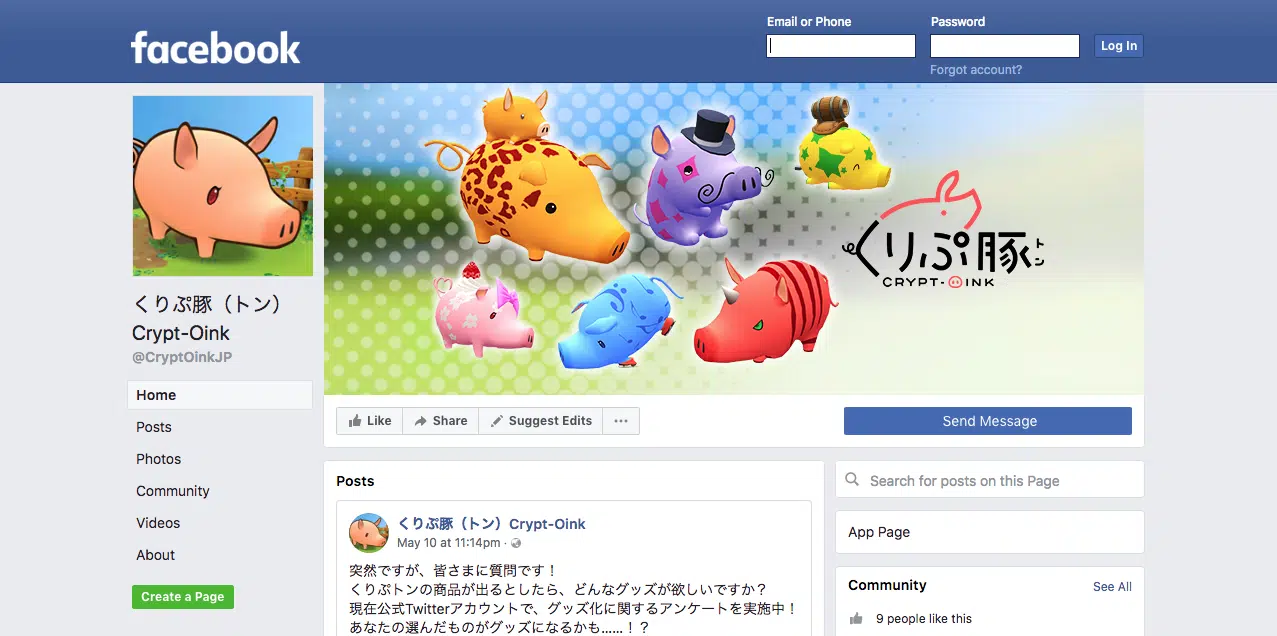 facebook
Email or Phone
Password
Log In
Forgot account?
くりぷ豚トン
CRYPT-OINK
くりぷ豚（トン）
Crypt-Oink
@CryptOinkJP
Home
Posts
Photos
Community
Videos
About
Create a Page
Like
Share
Suggest Edits
Send Message
Posts
くりぷ豚（トン）Crypt-Oink
May 10 at 11:14pm ·
突然ですが、皆さまに質問です！
くりぷトンの商品が出るとしたら、どんなグッズが欲しいですか？
現在公式Twitterアカウントで、グッズ化に関するアンケートを実施中！
あなたの選んだものがグッズになるかも……！？
Search for posts on this Page
App Page
Community
See All
9 people like this